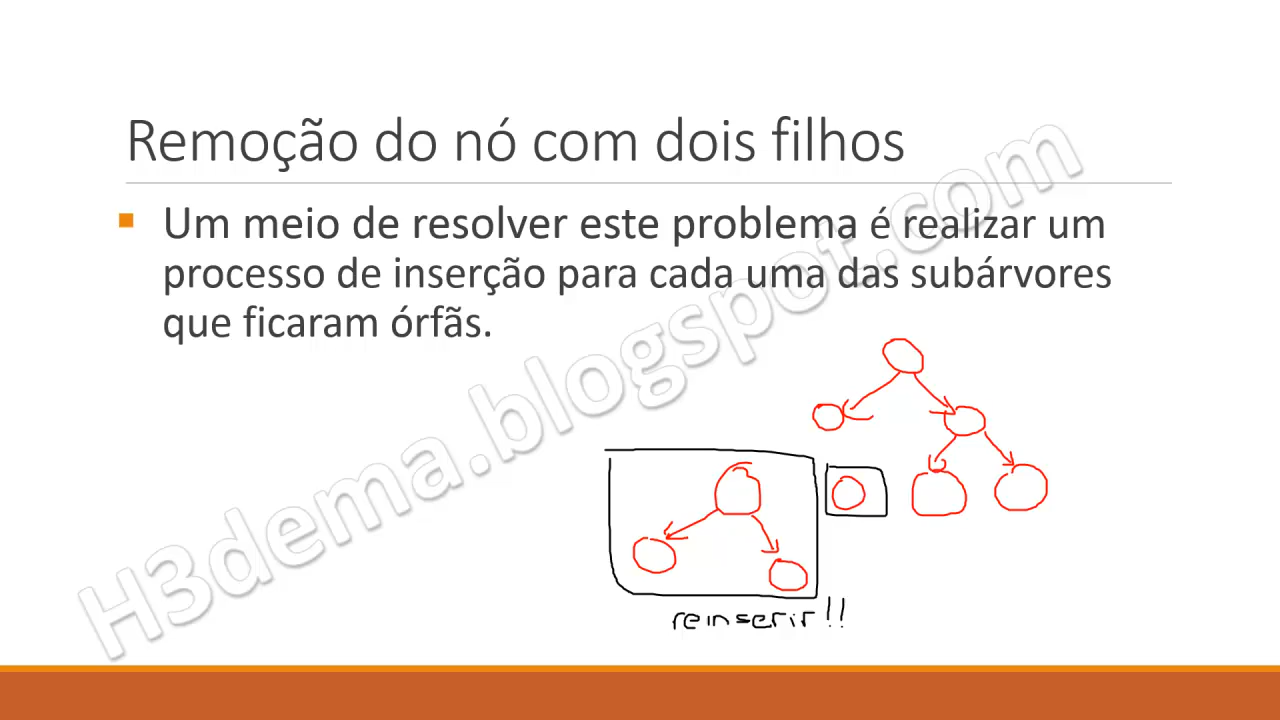 Remoção do nó com dois filhos
Um meio de resolver este problema é realizar um
processo de inserção para cada uma das subárvores
que ficaram órfãs.
reinserir!!
H3dema.blogspot.com